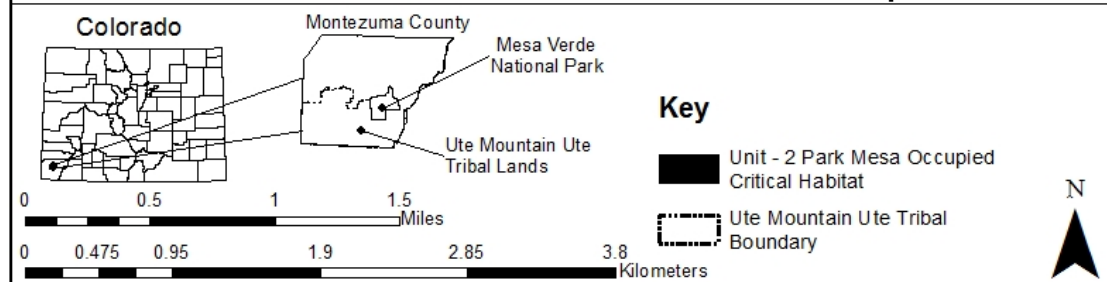 Colorado
Montezuma County
Mesa Verde
National Park
Ute Mountain Ute
Tribal Lands
0 0.5 1 1.5
Miles
0 0.475 0.95 1.9 2.85 3.8
Kilometers
Key
Unit - 2 Park Mesa Occupied
Critical Habitat
Ute Mountain Ute Tribal
Boundary
N